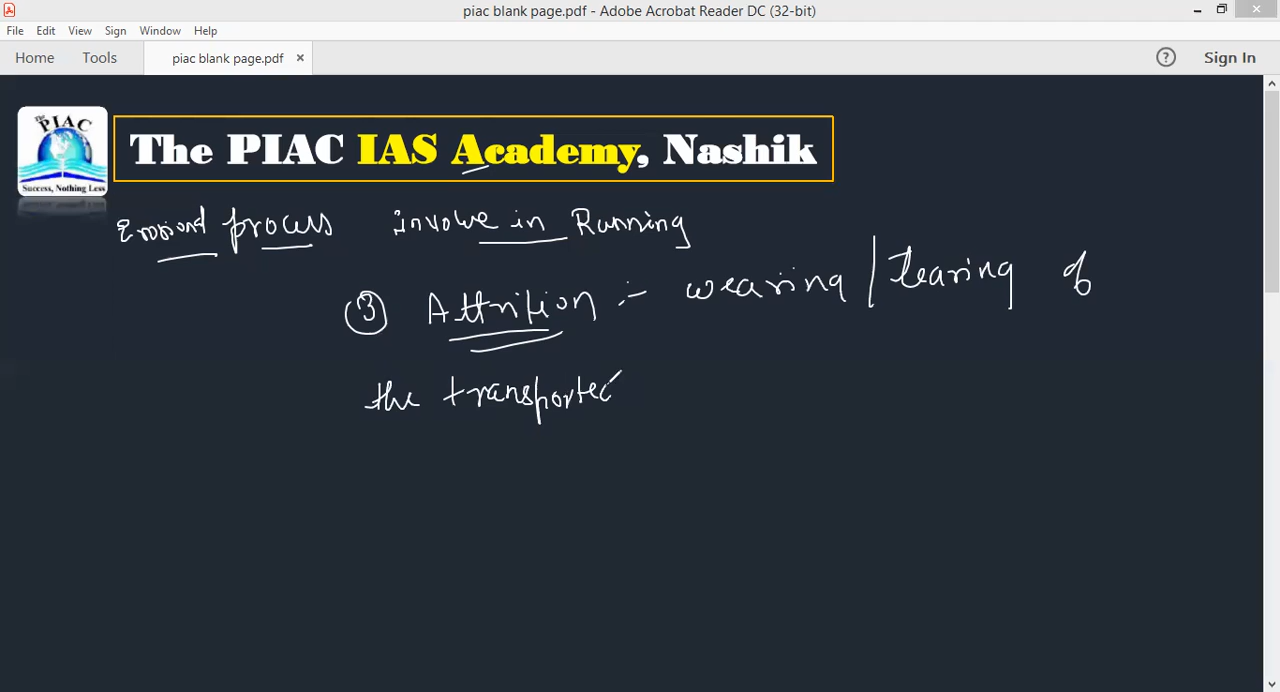 piac blank page.pdf - Adobe Acrobat Reader DC (32-bit)
File Edit View Sign Window Help
Home Tools piac blank page.pdf × ? Sign In
The PIAC
Success, Nothing Less
The PIAC IAS Academy, Nashik
process involve in Running
③ Attrition :- wearing / tearing of
the transported